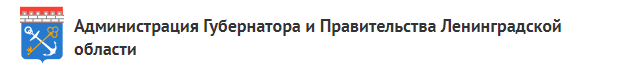 Администрация Губернатора и Правительства Ленинградской
области